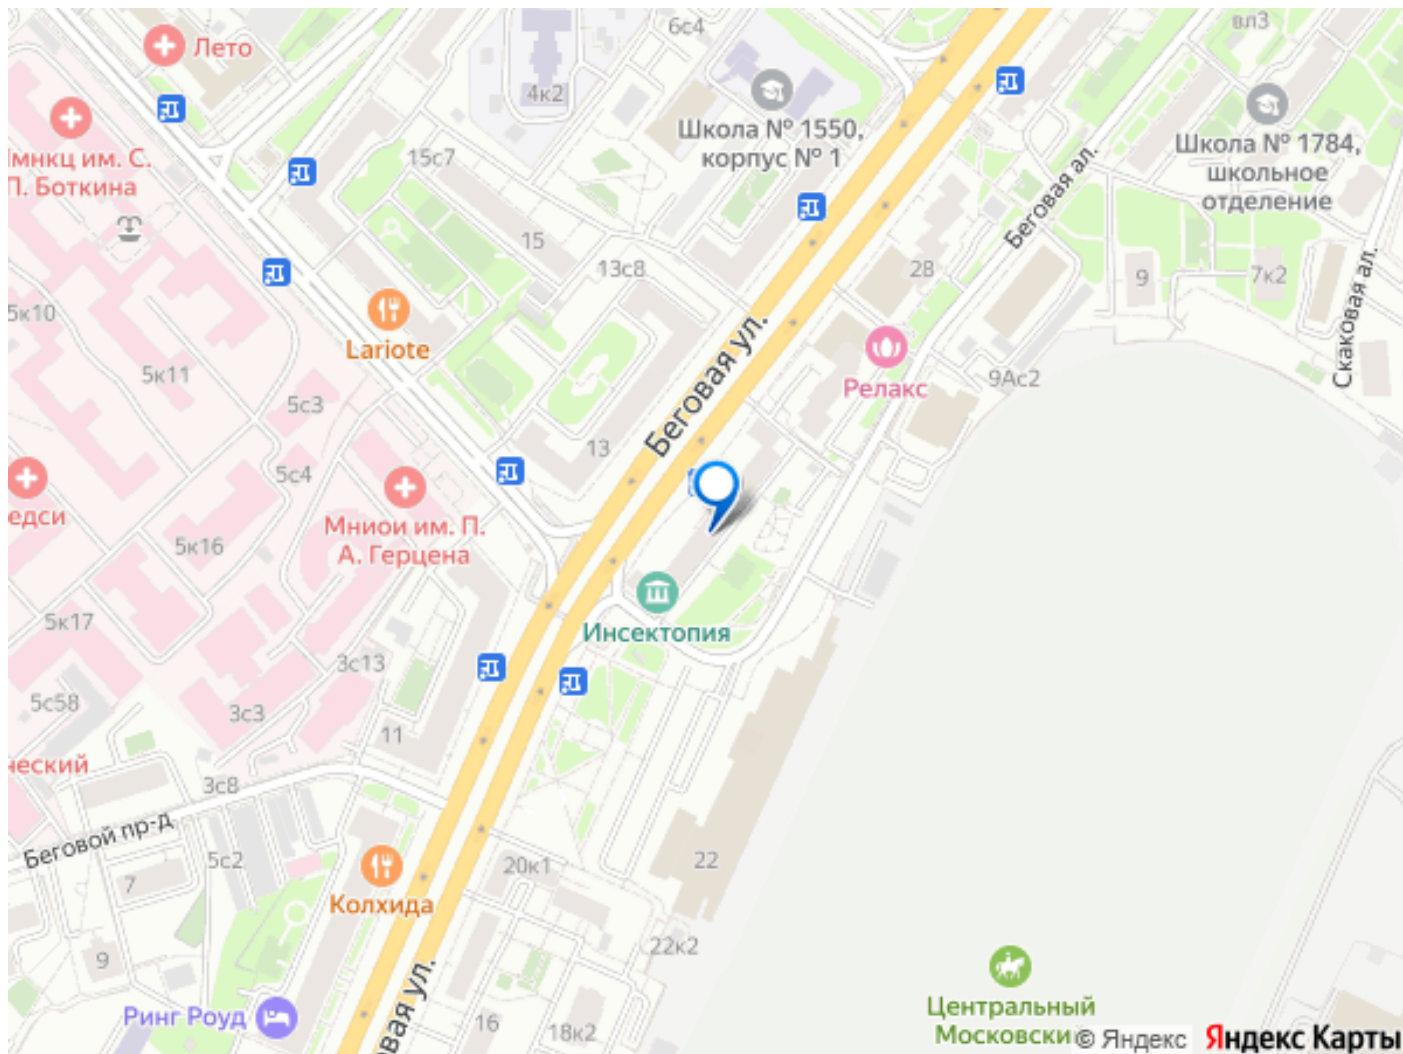 6с4
вл3
Лето
4к2
Школа № 1550,
корпус № 1
Школа № 1784,
школьное
отделение
мнкц им. С.
П. Боткина
15с7
Беговая ал.
15
13с8
28
9
7к2
Скаковая ал.
5к10
Lariote
Беговая ул.
5к11
5с3
Релакс
9Ас2
13
5с4
едси
Мниои им. П.
А. Герцена
5к16
Инсектопия
5к17
3с13
5с58
3с3
11
ческий
3с8
Беговой пр-д
7
5с2
20к1
22
Колхида
22к2
9
вая ул.
Ринг Роуд
16
18к2
Центральный
Московски
© Яндекс Яндекс Карты